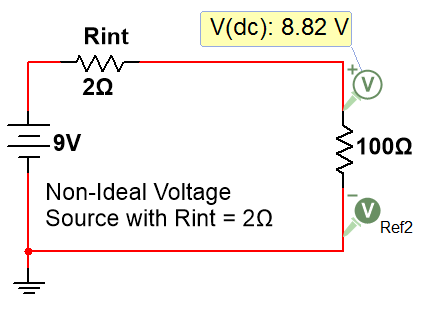 Rint
2Ω
V(dc): 8.82 V
+
V
9V
100Ω
Non-Ideal Voltage
Source with Rint = 2Ω
−
V
Ref2